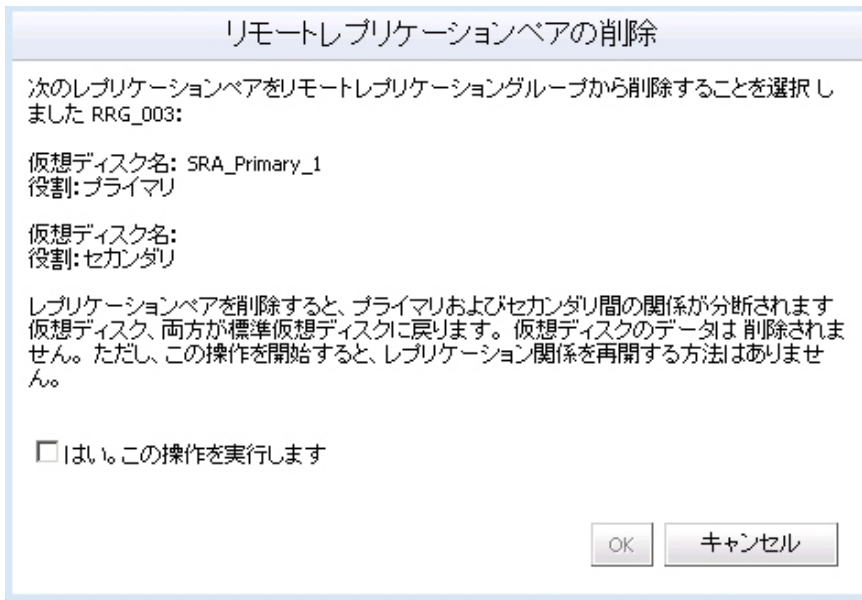 リモートレプリケーションペアの削除
次のレプリケーションペアをリモートレプリケーショングループから削除することを選択 し
ました RRG_003:
仮想ディスク名: SRA_Primary_1
役割:プライマリ
仮想ディスク名:
役割:セカンダリ
レプリケーションペアを削除すると、プライマリおよびセカンダリ間の関係が分断されます
仮想ディスク、両方が標準仮想ディスクに戻ります。仮想ディスクのデータは 削除されま
せん。ただし、この操作を開始すると、レプリケーション関係を再開する方法はありませ
ん。
はい。この操作を実行します
OK キャンセル